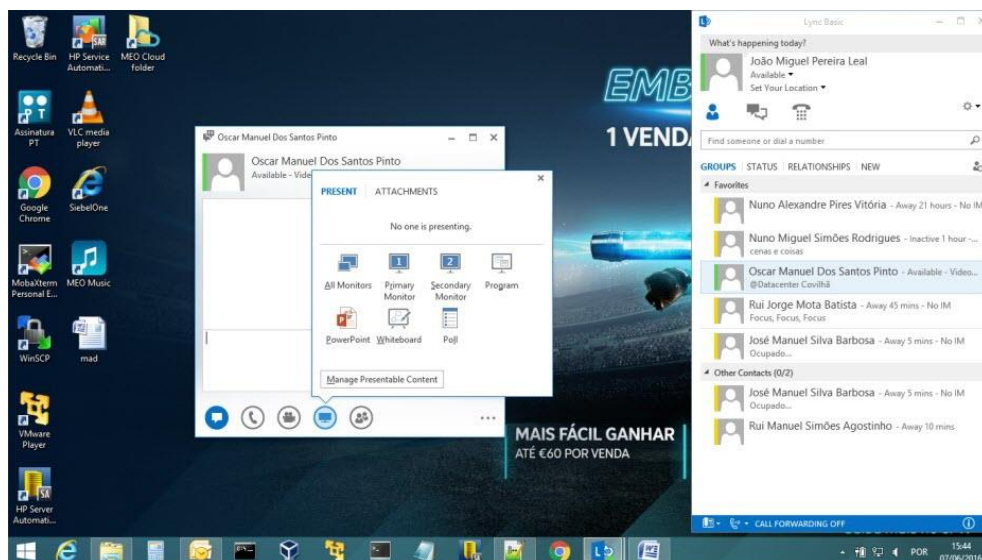 Recycle Bin
HP Service
Automati...
MEO Cloud
folder
Assinatura
PT
VLC media
player
Google
Chrome
SiebelOne
MobaXterm
Personal E...
MEO Music
WinSCP
mad
VMware
Player
HP Server
Automati...
EMB
1 VENDA
MAIS FÁCIL GANHAR
ATÉ €60 POR VENDA
Oscar Manuel Dos Santos Pinto
Oscar Manuel Dos Santos Pinto
Available - Vide
PRESENT ATTACHMENTS
No one is presenting.
All Monitors
Primary
Monitor
Secondary
Monitor
Program
PowerPoint
Whiteboard
Poll
Manage Presentable Content
Lync Basic
What's happening today?
João Miguel Pereira Leal
Available
Set Your Location
Find someone or dial a number
GROUPS STATUS RELATIONSHIPS NEW
Favorites
Nuno Alexandre Pires Vitória - Away 21 hours - No IM
Nuno Miguel Simões Rodrigues - Inactive 1 hour -...
cenas e coisas
Oscar Manuel Dos Santos Pinto - Available - Video...
@Datacenter Covilhã
Rui Jorge Mota Batista - Away 45 mins - No IM
Focus, Focus, Focus
José Manuel Silva Barbosa - Away 5 mins - No IM
Ocupado...
Other Contacts (0/2)
José Manuel Silva Barbosa - Away 5 mins - No IM
Ocupado...
Rui Manuel Simões Agostinho - Away 10 mins
CALL FORWARDING OFF
POR
15:44
07/06/2016